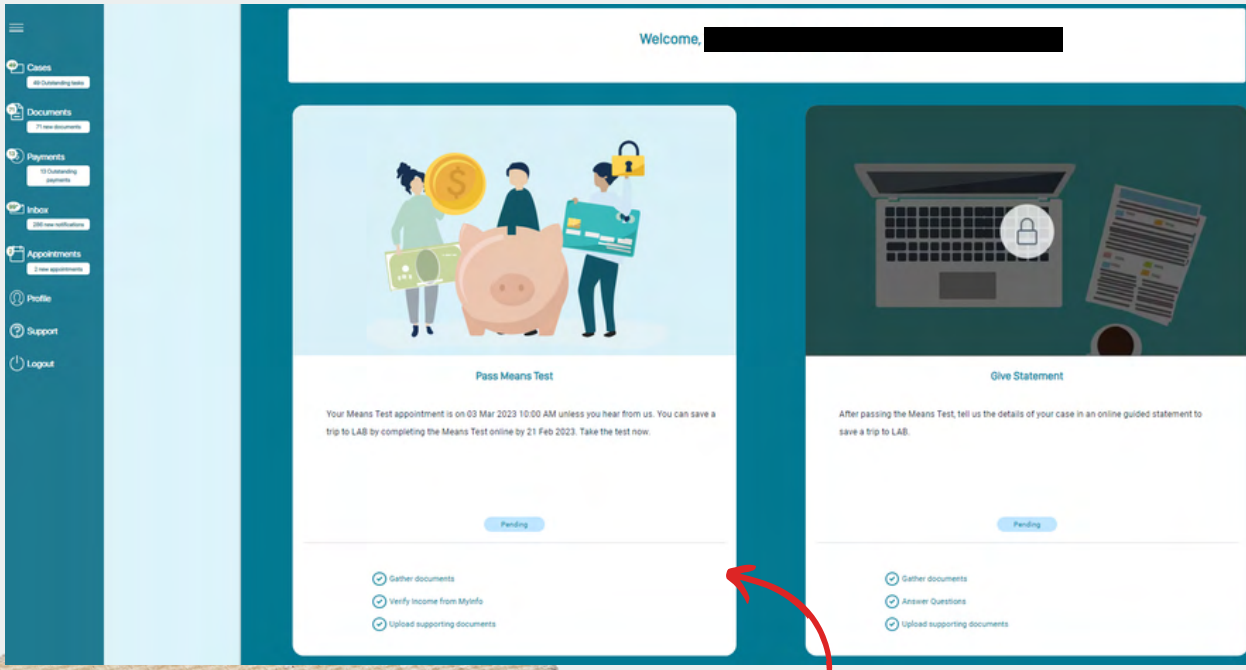 Welcome,
Cases
49 Outstanding tasks
Documents
71 new documents
Payments
13 Outstanding
payments
Inbox
286 new notifications
Appointments
2 new appointments
Profile
Support
Logout
Pass Means Test
Your Means Test appointment is on 03 Mar 2023 10:00 AM unless you hear from us. You can save a
trip to LAB by completing the Means Test online by 21 Feb 2023. Take the test now.
Pending
Gather documents
Verify Income from MyInfo
Upload supporting documents
Give Statement
After passing the Means Test, tell us the details of your case in an online guided statement to
save a trip to LAB.
Pending
Gather documents
Answer Questions
Upload supporting documents